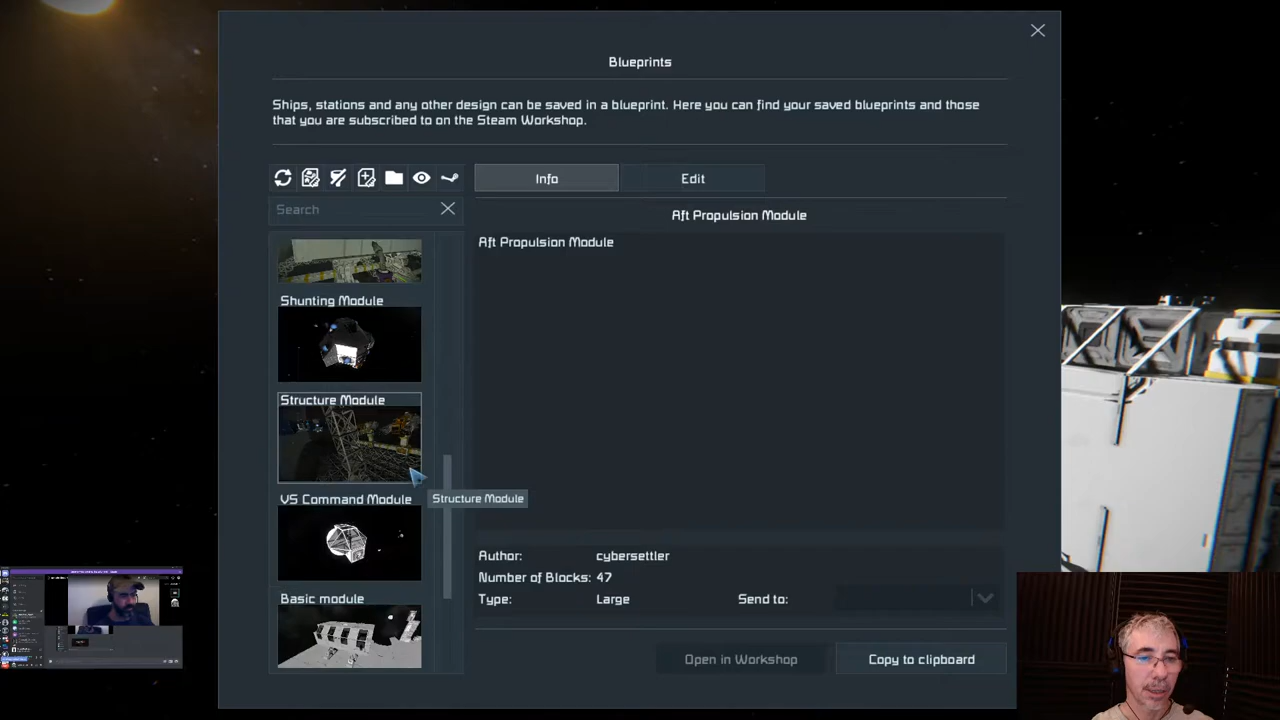 Blueprints
Ships, stations and any other design can be saved in a blueprint. Here you can find your saved blueprints and those
that you are subscribed to on the Steam Workshop.
Info
Edit
Search
Aft Propulsion Module
Aft Propulsion Module
Shunting Module
Structure Module
VS Command Module
Structure Module
Basic module
Author: cybersettler
Number of Blocks: 47
Type: Large
Send to:
Open in Workshop
Copy to clipboard